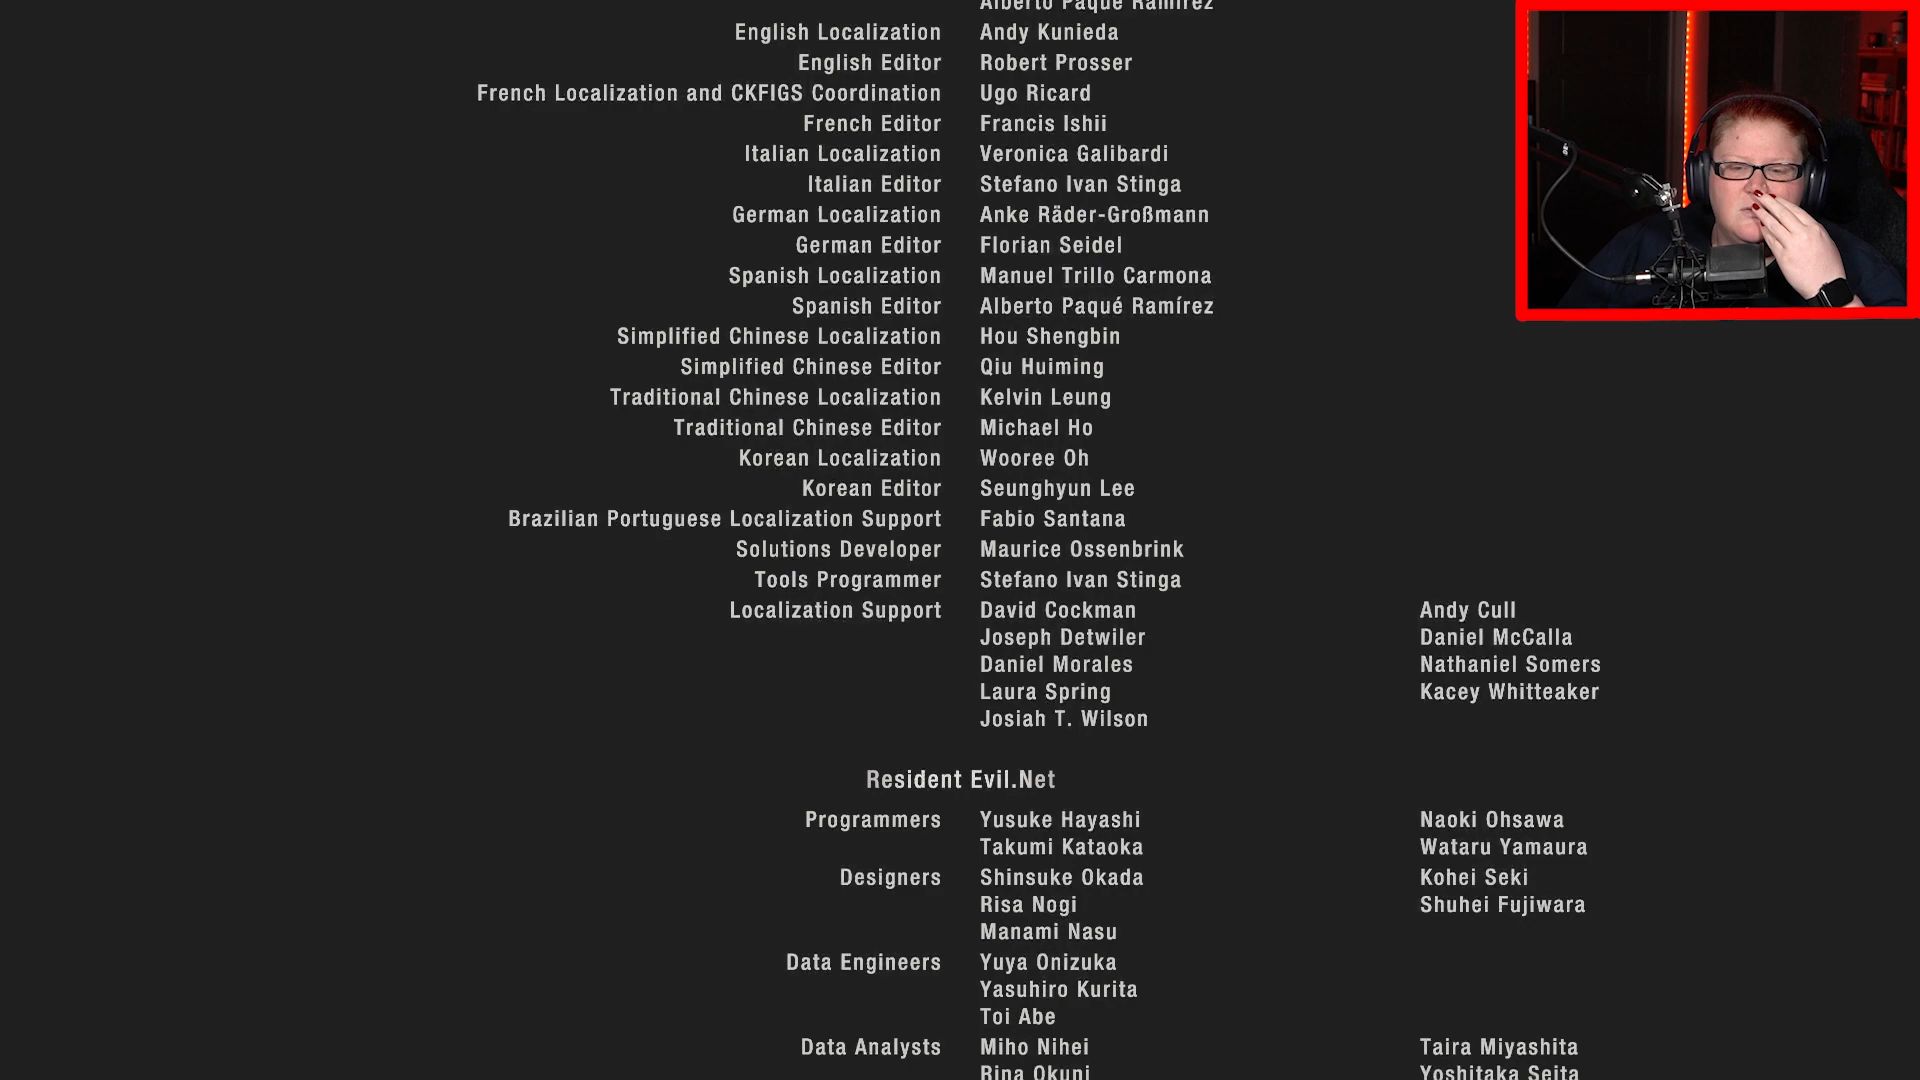 Alberto Paqué Ramírez
English Localization Andy Kunieda
English Editor Robert Prosser
French Localization and CKFIGS Coordination Ugo Ricard
French Editor Francis Ishii
Italian Localization Veronica Galibardi
Italian Editor Stefano Ivan Stinga
German Localization Anke Räder-Großmann
German Editor Florian Seidel
Spanish Localization Manuel Trillo Carmona
Spanish Editor Alberto Paqué Ramírez
Simplified Chinese Localization Hou Shengbin
Simplified Chinese Editor Qiu Huiming
Traditional Chinese Localization Kelvin Leung
Traditional Chinese Editor Michael Ho
Korean Localization Wooree Oh
Korean Editor Seunghyun Lee
Brazilian Portuguese Localization Support Fabio Santana
Solutions Developer Maurice Ossenbrink
Tools Programmer Stefano Ivan Stinga
Localization Support David Cockman Andy Cull
Joseph Detwiler Daniel McCalla
Daniel Morales Nathaniel Somers
Laura Spring Kacey Whitteaker
Josiah T. Wilson
Resident Evil.Net
Programmers Yusuke Hayashi Naoki Ohsawa
Takumi Kataoka Wataru Yamaura
Designers Shinsuke Okada Kohei Seki
Risa Nogi Shuhei Fujiwara
Manami Nasu
Data Engineers Yuya Onizuka
Yasuhiro Kurita
Toi Abe
Data Analysts Miho Nihei Taira Miyashita
Rina Okuni Yoshitaka Seita